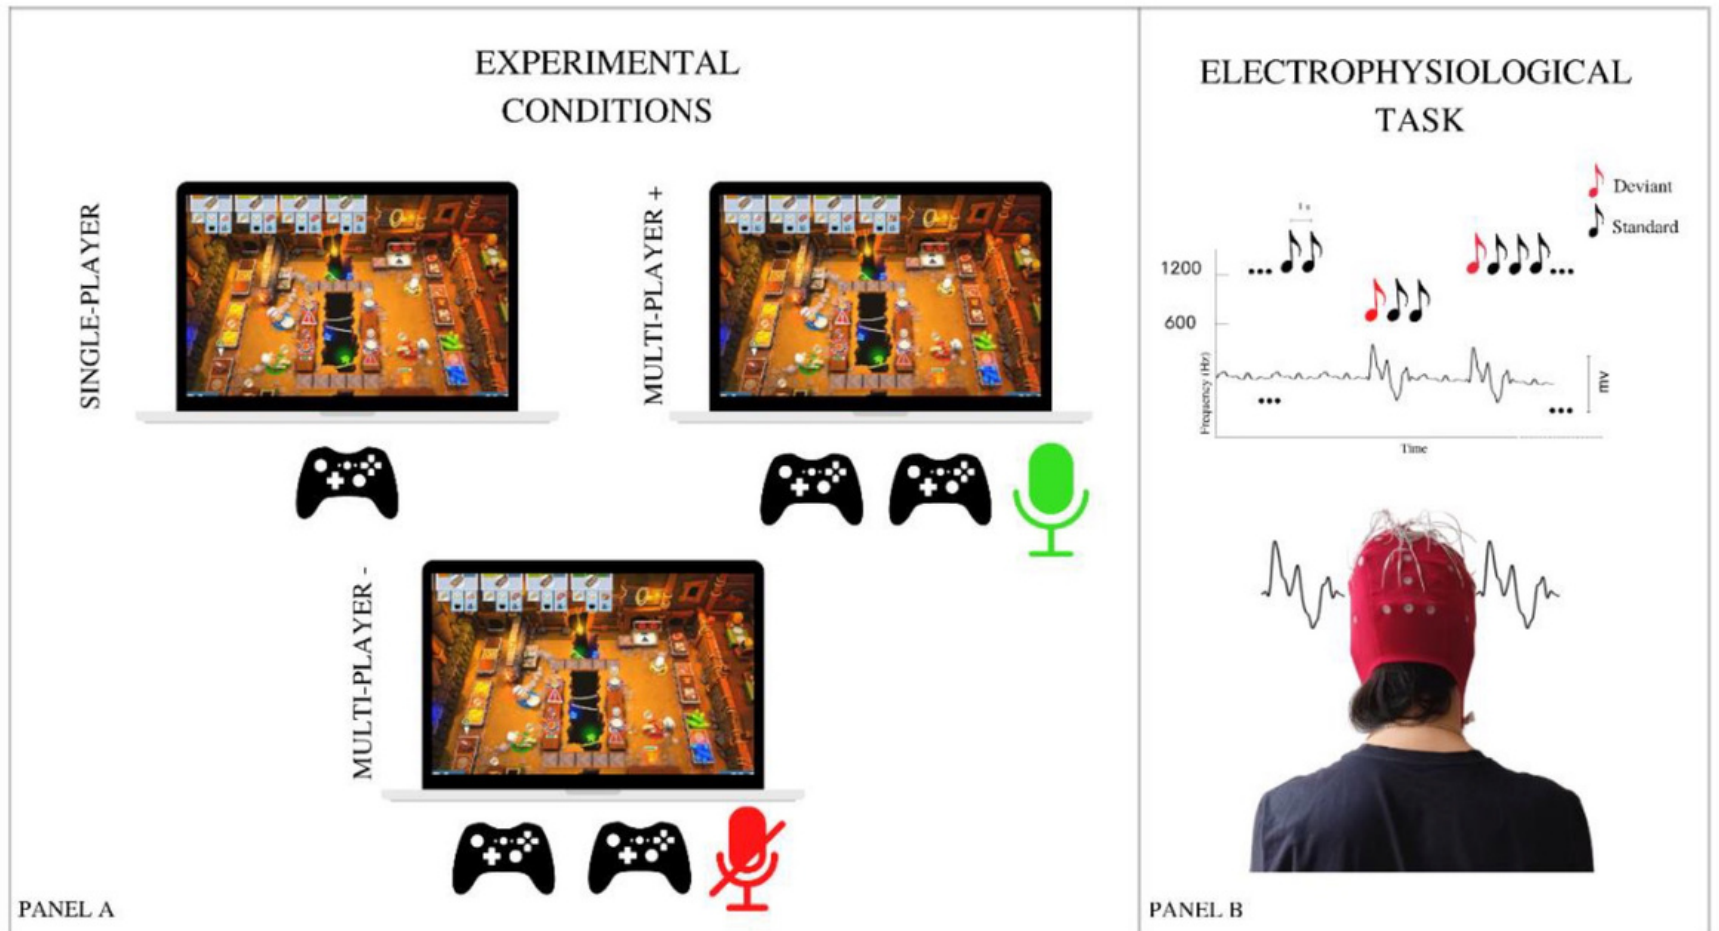 EXPERIMENTAL
CONDITIONS
SINGLE-PLAYER
MULTI-PLAYER +
MULTI-PLAYER -
PANEL A
ELECTROPHYSIOLOGICAL
TASK
Deviant
Standard
1 s
1200
600
Frequency (Hz)
mv
Time
PANEL B